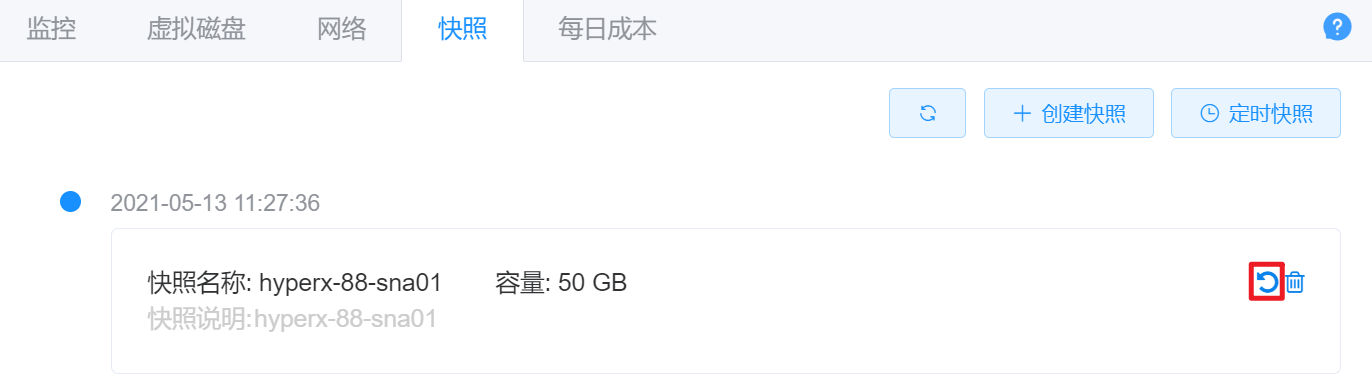 监控 虚拟磁盘 网络 快照 每日成本 ?
创建快照 定时快照
2021-05-13 11:27:36
快照名称: hyperx-88-sna01 容量: 50 GB
快照说明:hyperx-88-sna01